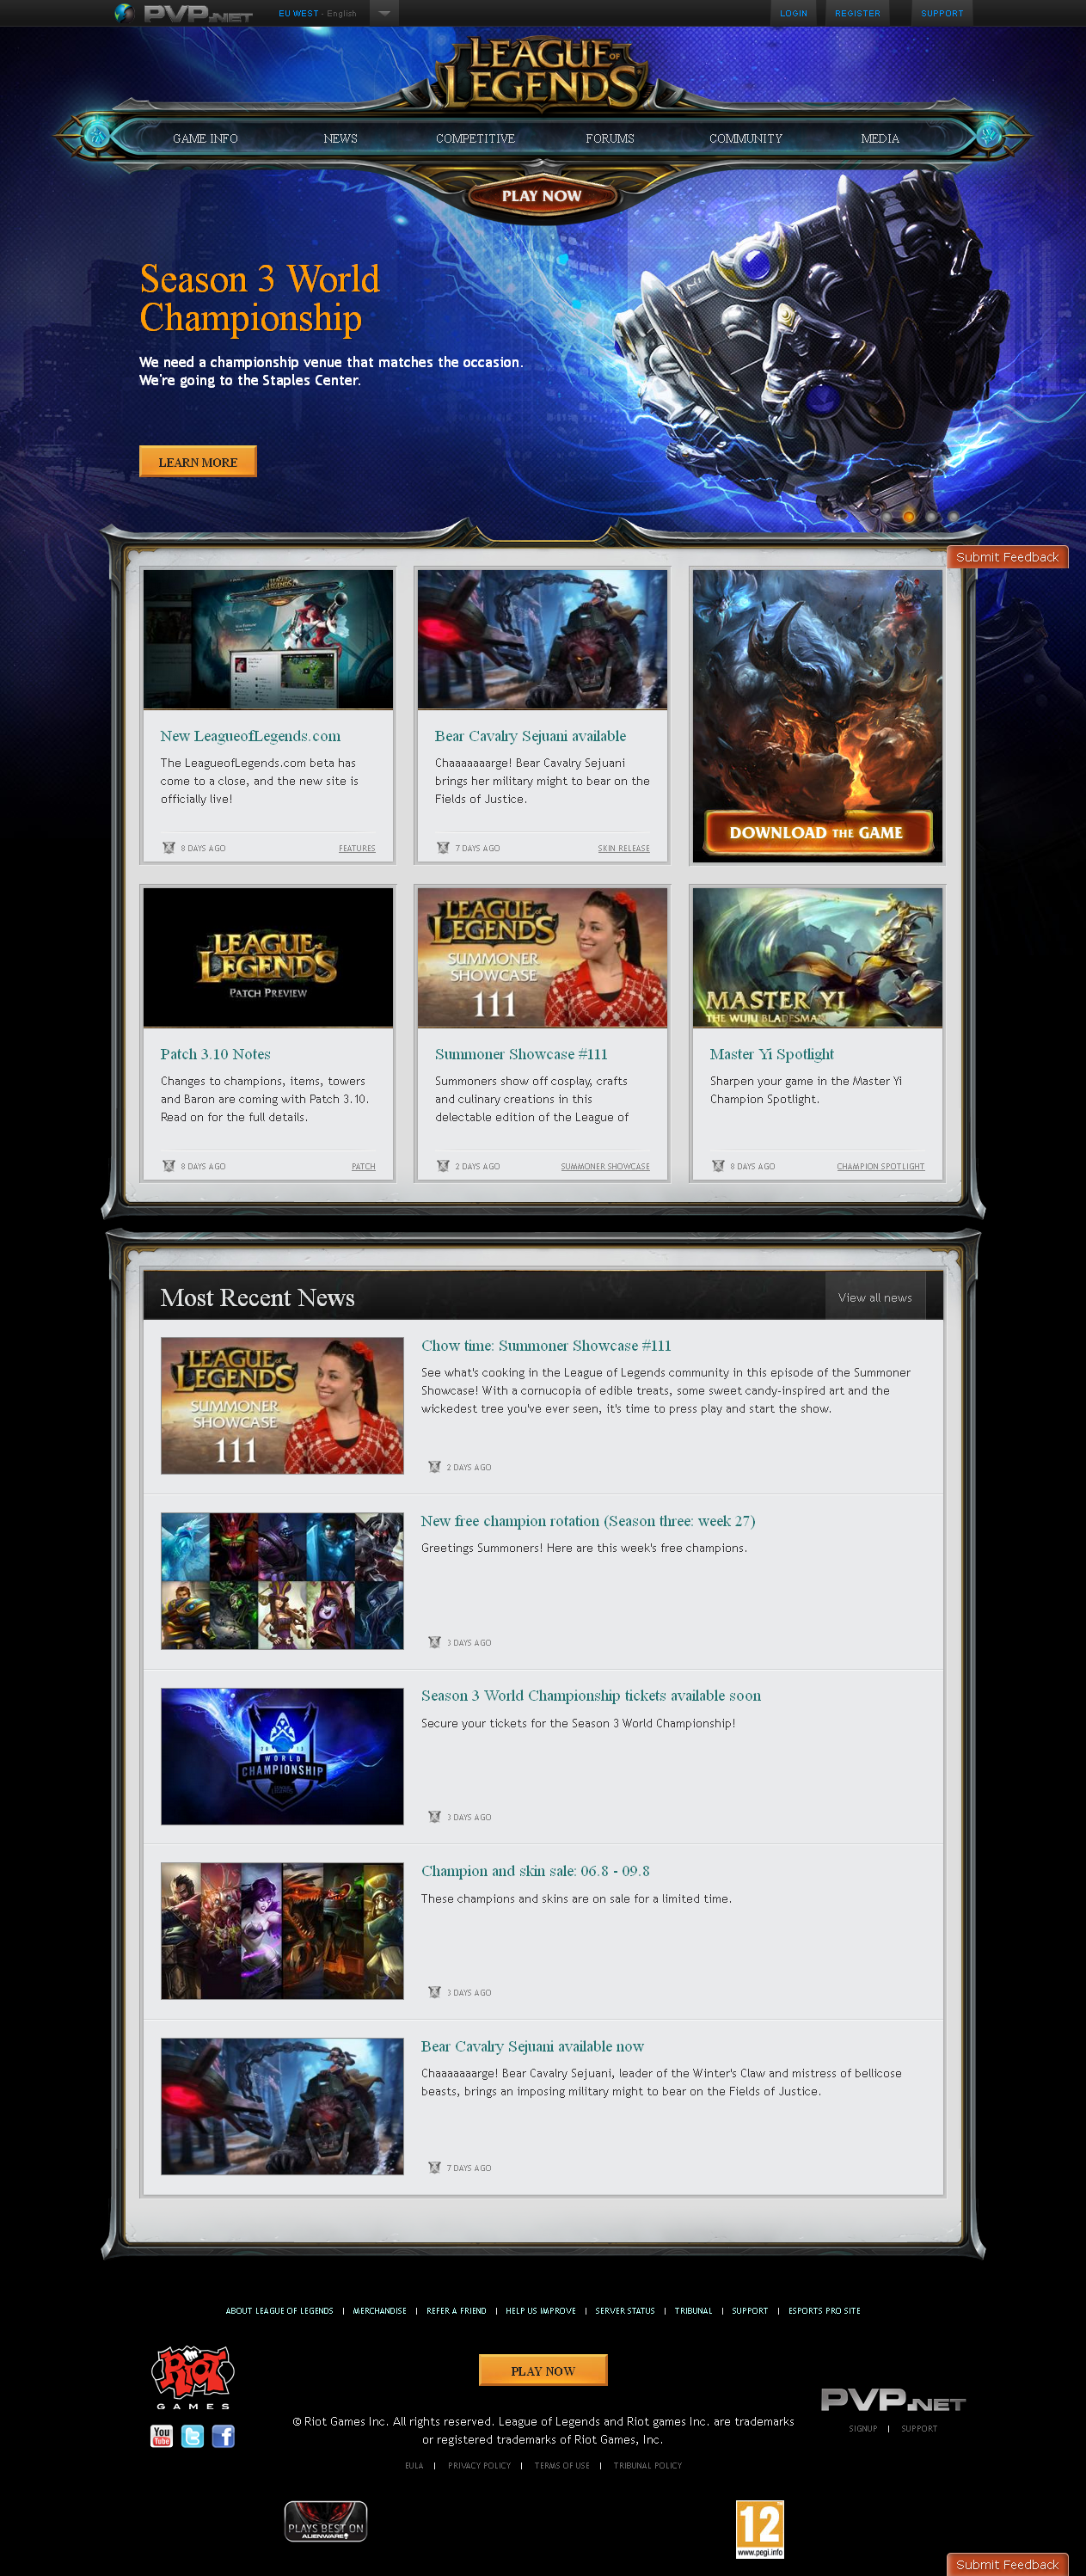 PVP.NET
EU WEST - English
LOGIN
REGISTER
SUPPORT
LEAGUE OF LEGENDS
GAME INFO
NEWS
COMPETITIVE
FORUMS
COMMUNITY
MEDIA
PLAY NOW
Season 3 World
Championship
We need a championship venue that matches the occasion.
We're going to the Staples Center.
LEARN MORE
Submit Feedback
New LeagueofLegends.com
The LeagueofLegends.com beta has
come to a close, and the new site is
officially live!
8 DAYS AGO
FEATURES
Bear Cavalry Sejuani available
Chaaaaaaarge! Bear Cavalry Sejuani
brings her military might to bear on the
Fields of Justice.
7 DAYS AGO
SKIN RELEASE
DOWNLOAD THE GAME
LEAGUE of LEGENDS
PATCH PREVIEW
Patch 3.10 Notes
Changes to champions, items, towers
and Baron are coming with Patch 3.10.
Read on for the full details.
8 DAYS AGO
PATCH
LEAGUE of LEGENDS
SUMMONER
SHOWCASE
111
Summoner Showcase #111
Summoners show off cosplay, crafts
and culinary creations in this
delectable edition of the League of
2 DAYS AGO
SUMMONER SHOWCASE
MASTER YI
THE WUJU BLADESMAN
Master Yi Spotlight
Sharpen your game in the Master Yi
Champion Spotlight.
8 DAYS AGO
CHAMPION SPOTLIGHT
Most Recent News
View all news
LEAGUE of LEGENDS
SUMMONER
SHOWCASE
111
Chow time: Summoner Showcase #111
See what's cooking in the League of Legends community in this episode of the Summoner
Showcase! With a cornucopia of edible treats, some sweet candy-inspired art and the
wickedest tree you've ever seen, it's time to press play and start the show.
2 DAYS AGO
New free champion rotation (Season three: week 27)
Greetings Summoners! Here are this week's free champions.
3 DAYS AGO
2013
WORLD
CHAMPIONSHIP
Season 3 World Championship tickets available soon
Secure your tickets for the Season 3 World Championship!
3 DAYS AGO
Champion and skin sale: 06.8 - 09.8
These champions and skins are on sale for a limited time.
3 DAYS AGO
Bear Cavalry Sejuani available now
Chaaaaaaarge! Bear Cavalry Sejuani, leader of the Winter's Claw and mistress of bellicose
beasts, brings an imposing military might to bear on the Fields of Justice.
7 DAYS AGO
ABOUT LEAGUE OF LEGENDS | MERCHANDISE | REFER A FRIEND | HELP US IMPROVE | SERVER STATUS | TRIBUNAL | SUPPORT | ESPORTS PRO SITE
RIOT
GAMES
You Tube
PLAY NOW
© Riot Games Inc. All rights reserved. League of Legends and Riot games Inc. are trademarks
or registered trademarks of Riot Games, Inc.
EULA | PRIVACY POLICY | TERMS OF USE | TRIBUNAL POLICY
PVP.NET
SIGNUP | SUPPORT
PLAYS BEST ON
ALIENWARE
12
www.pegi.info
Submit Feedback